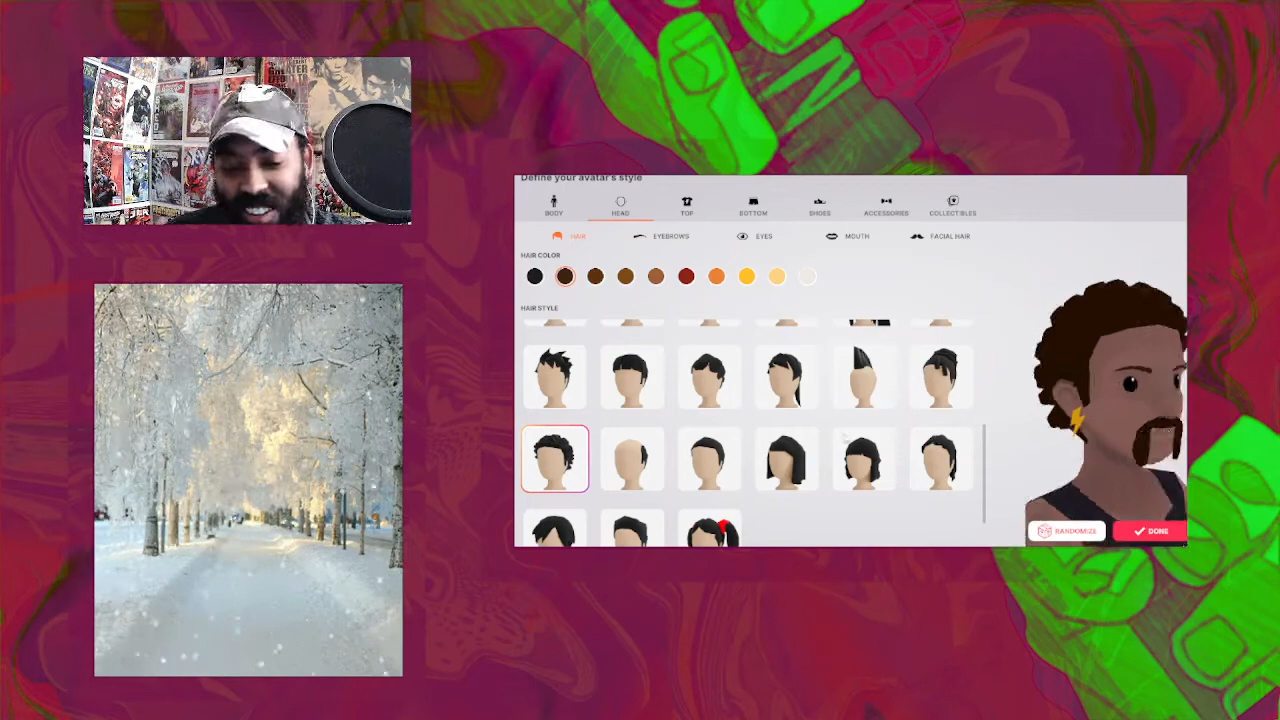 Define your avatar's style
BODY HEAD TOP BOTTOM SHOES ACCESSORIES COLLECTIBLES
HAIR EYEBROWS EYES MOUTH FACIAL HAIR
HAIR COLOR
HAIR STYLE
RANDOMIZE DONE